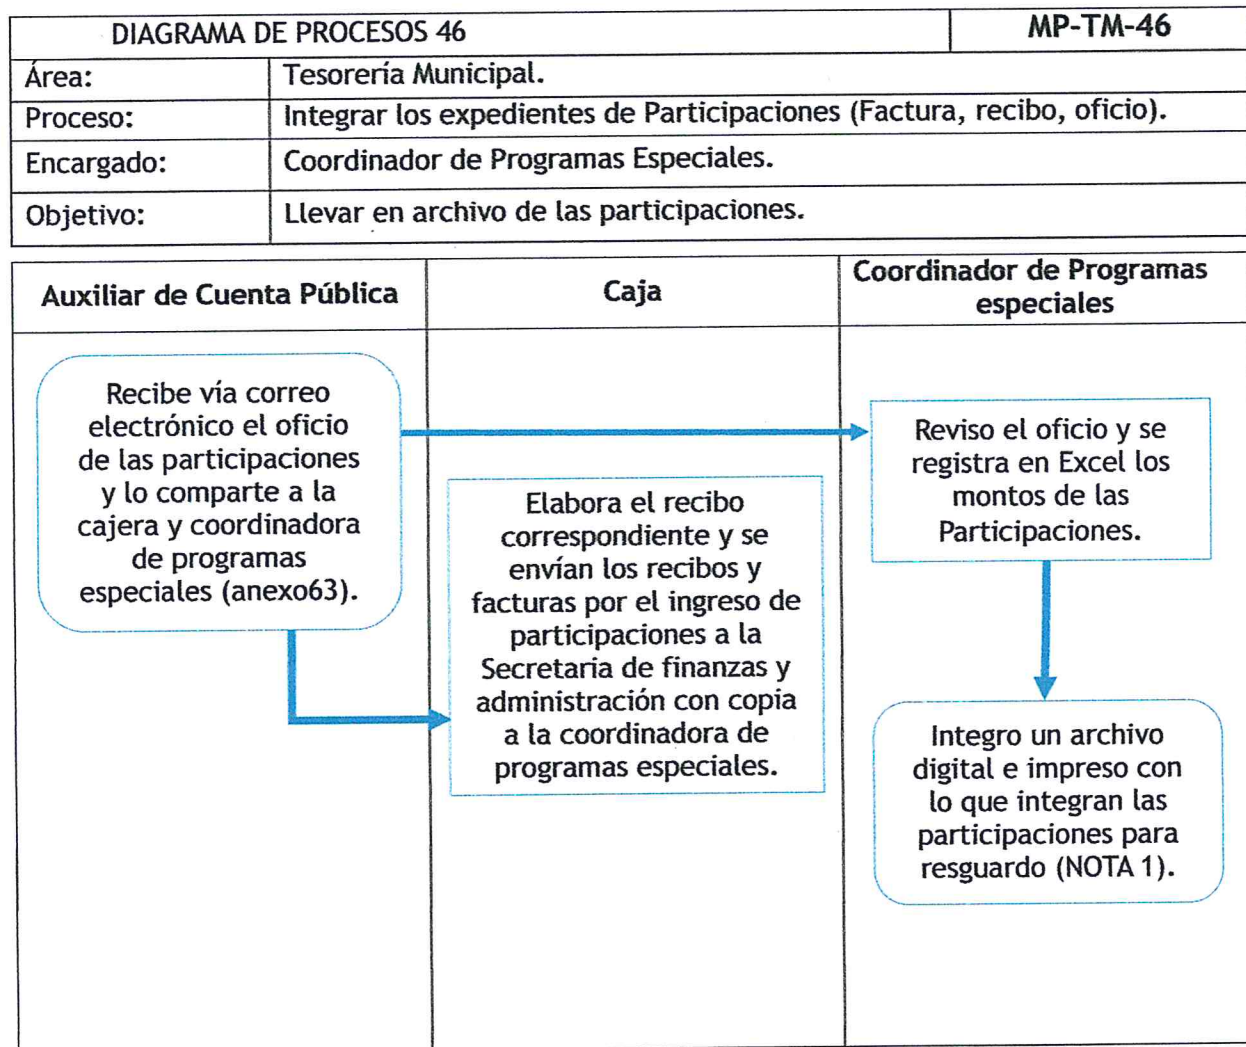 DIAGRAMA DE PROCESOS 46
MP-TM-46
Área:
Tesorería Municipal.
Proceso:
Integrar los expedientes de Participaciones (Factura, recibo, oficio).
Encargado:
Coordinador de Programas Especiales.
Objetivo:
Llevar en archivo de las participaciones.
Auxiliar de Cuenta Pública
Caja
Coordinador de Programas
especiales
Recibe vía correo
electrónico el oficio
de las participaciones
y lo comparte a la
cajera y coordinadora
de programas
especiales (anexo63).
Elabora el recibo
correspondiente y se
envían los recibos y
facturas por el ingreso de
participaciones a la
Secretaría de finanzas y
administración con copia
a la coordinadora de
programas especiales.
Reviso el oficio y se
registra en Excel los
montos de las
Participaciones.
Integro un archivo
digital e impreso con
lo que integran las
participaciones para
resguardo (NOTA 1).